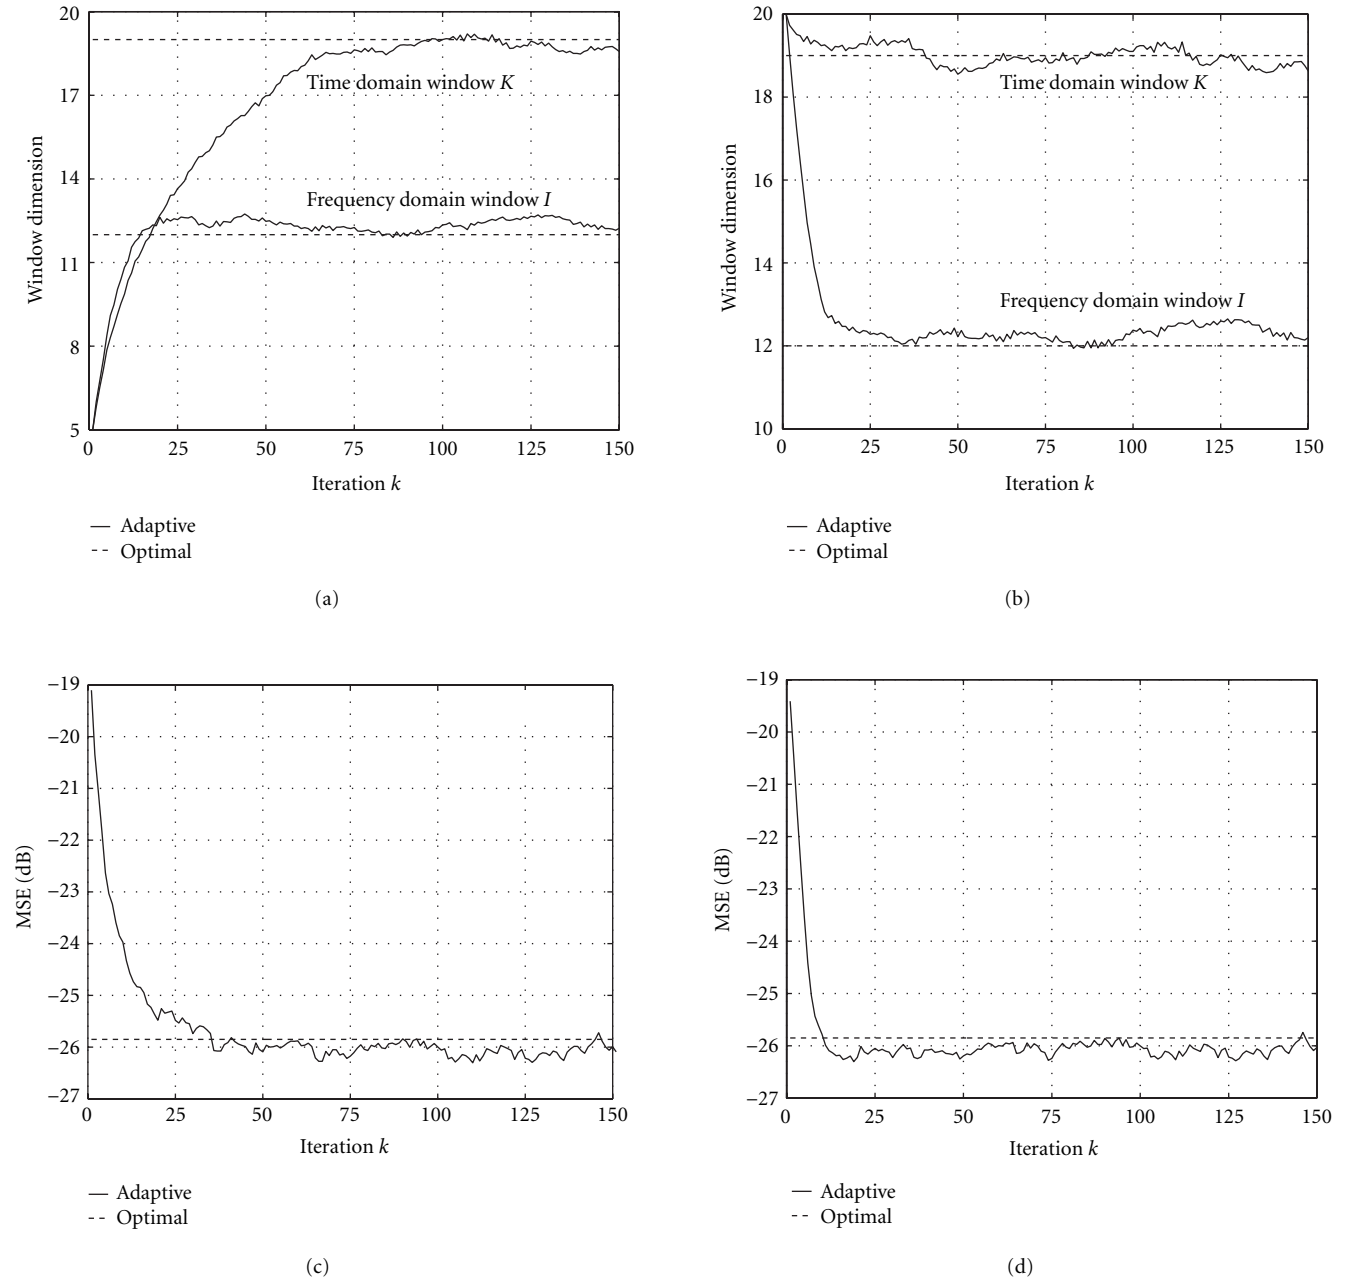 20
17
14
11
8
5
0 25 50 75 100 125 150
Window dimension
Time domain window K
Frequency domain window I
Iteration k
Adaptive
Optimal
(a)
20
18
16
14
12
10
0 25 50 75 100 125 150
Window dimension
Time domain window K
Frequency domain window I
Iteration k
Adaptive
Optimal
(b)
−19
−20
−21
−22
−23
−24
−25
−26
−27
0 25 50 75 100 125 150
MSE (dB)
Iteration k
Adaptive
Optimal
(c)
−19
−20
−21
−22
−23
−24
−25
−26
−27
0 25 50 75 100 125 150
MSE (dB)
Iteration k
Adaptive
Optimal
(d)